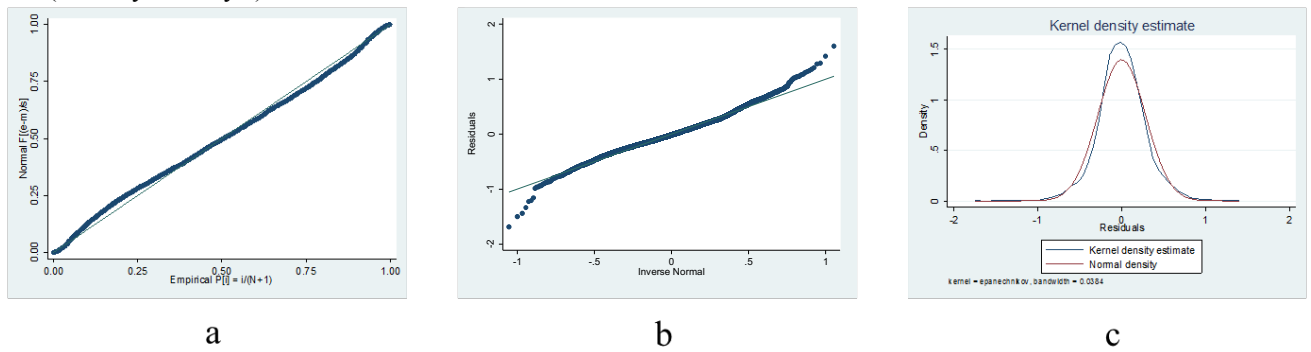 1.00
0.75
0.50
0.25
0.00
Normal F[(e-m)/s]
0.00 0.25 0.50 0.75 1.00
Empirical P[i] = i/(N+1)
a
2
1
0
-1
-2
Residuals
-1 -.5 0 .5 1
Inverse Normal
b
Kernel density estimate
1.5
1
.5
0
Density
-2 -1 0 1 2
Residuals
Kernel density estimate
Normal density
kernel = epanechnikov, bandwidth = 0.0384
c